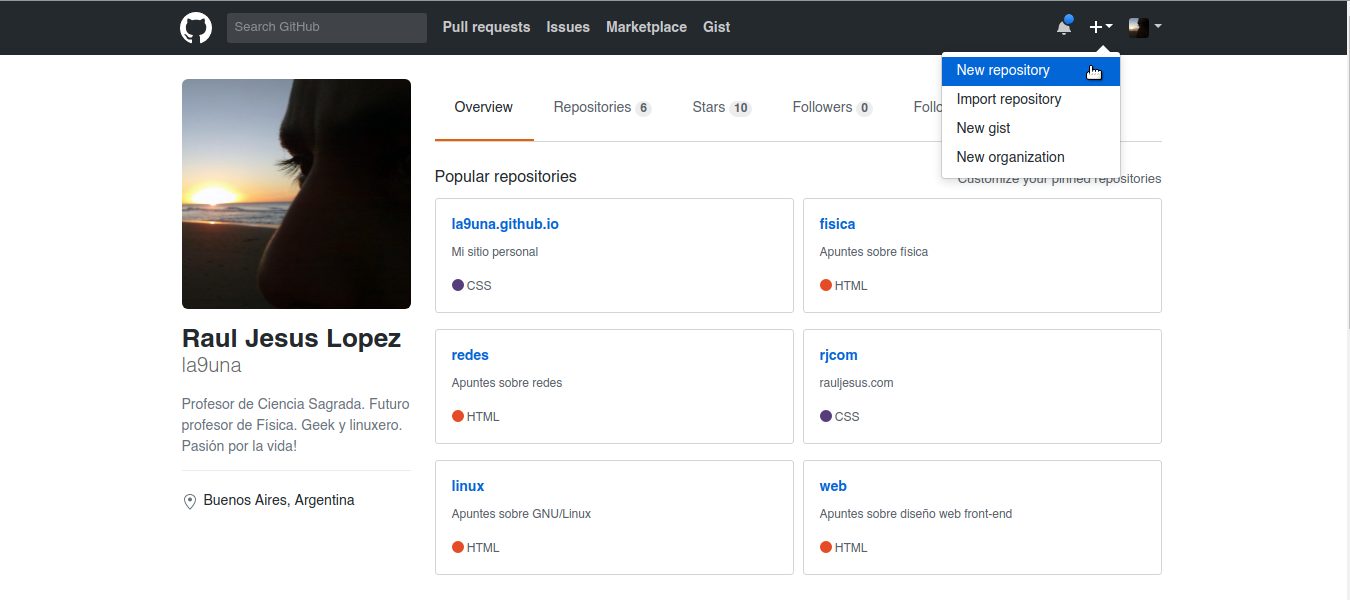 Search GitHub
Pull requests
Issues
Marketplace
Gist
New repository
Import repository
New gist
New organization
Overview
Repositories 6
Stars 10
Followers 0
Follo
Popular repositories
Customize your pinned repositories
la9una.github.io
Mi sitio personal
CSS
fisica
Apuntes sobre física
HTML
redes
Apuntes sobre redes
HTML
rjcom
rauljesus.com
CSS
linux
Apuntes sobre GNU/Linux
HTML
web
Apuntes sobre diseño web front-end
HTML
Raul Jesus Lopez
la9una
Profesor de Ciencia Sagrada. Futuro
profesor de Física. Geek y linuxero.
Pasión por la vida!
Buenos Aires, Argentina